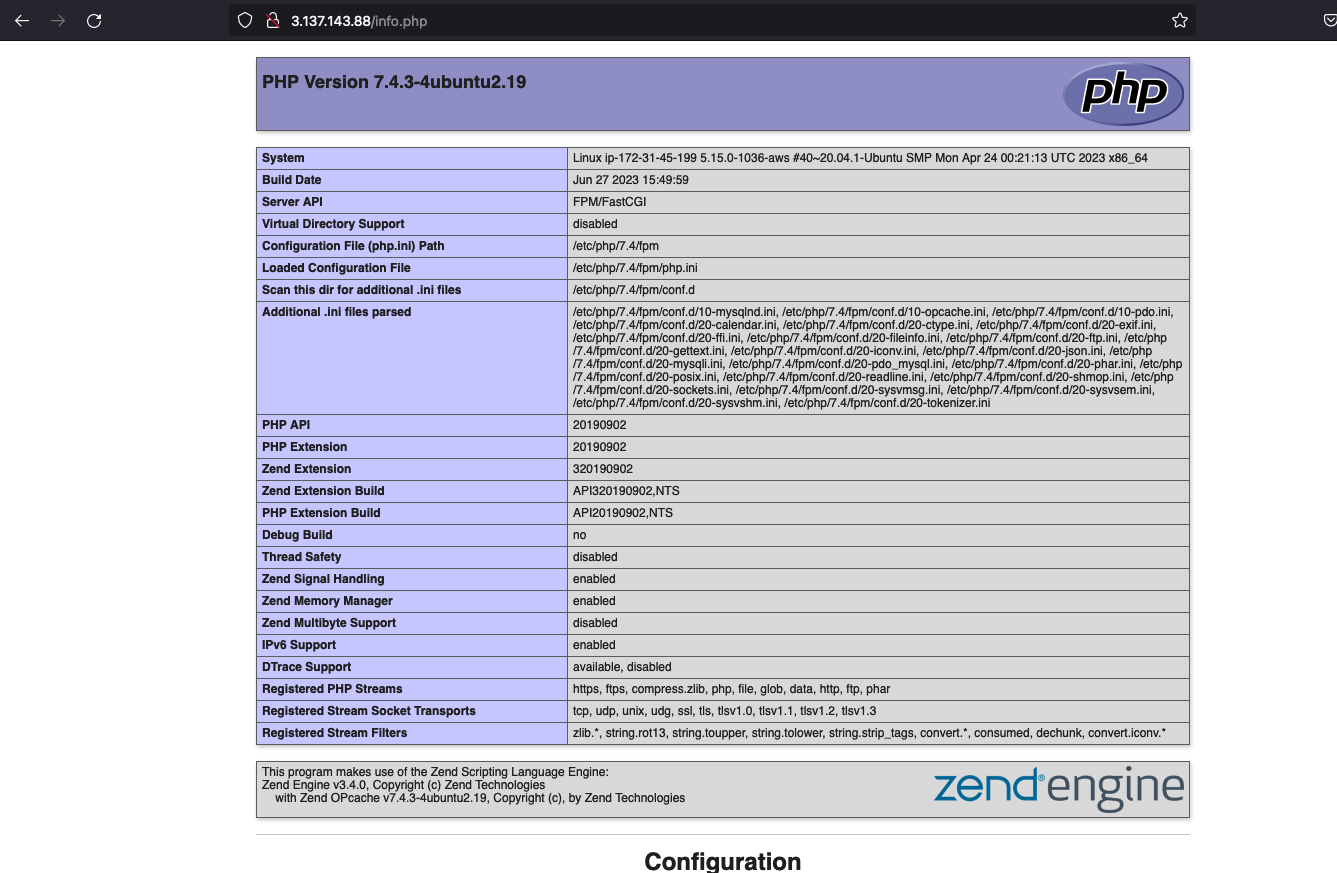 3.137.143.88/info.php
PHP Version 7.4.3-4ubuntu2.19
php
System Linux ip-172-31-45-199 5.15.0-1036-aws #40~20.04.1-Ubuntu SMP Mon Apr 24 00:21:13 UTC 2023 x86_64
Build Date Jun 27 2023 15:49:59
Server API FPM/FastCGI
Virtual Directory Support disabled
Configuration File (php.ini) Path /etc/php/7.4/fpm
Loaded Configuration File /etc/php/7.4/fpm/php.ini
Scan this dir for additional .ini files /etc/php/7.4/fpm/conf.d
Additional .ini files parsed /etc/php/7.4/fpm/conf.d/10-mysqlnd.ini, /etc/php/7.4/fpm/conf.d/10-opcache.ini, /etc/php/7.4/fpm/conf.d/10-pdo.ini,
/etc/php/7.4/fpm/conf.d/20-calendar.ini, /etc/php/7.4/fpm/conf.d/20-ctype.ini, /etc/php/7.4/fpm/conf.d/20-exif.ini,
/etc/php/7.4/fpm/conf.d/20-ffi.ini, /etc/php/7.4/fpm/conf.d/20-fileinfo.ini, /etc/php/7.4/fpm/conf.d/20-ftp.ini, /etc/php
/7.4/fpm/conf.d/20-gettext.ini, /etc/php/7.4/fpm/conf.d/20-iconv.ini, /etc/php/7.4/fpm/conf.d/20-json.ini, /etc/php
/7.4/fpm/conf.d/20-mysqli.ini, /etc/php/7.4/fpm/conf.d/20-pdo_mysql.ini, /etc/php/7.4/fpm/conf.d/20-phar.ini, /etc/php
/7.4/fpm/conf.d/20-posix.ini, /etc/php/7.4/fpm/conf.d/20-readline.ini, /etc/php/7.4/fpm/conf.d/20-shmop.ini, /etc/php
/7.4/fpm/conf.d/20-sockets.ini, /etc/php/7.4/fpm/conf.d/20-sysvmsg.ini, /etc/php/7.4/fpm/conf.d/20-sysvsem.ini,
/etc/php/7.4/fpm/conf.d/20-sysvshm.ini, /etc/php/7.4/fpm/conf.d/20-tokenizer.ini
PHP API 20190902
PHP Extension 20190902
Zend Extension 320190902
Zend Extension Build API320190902,NTS
PHP Extension Build API20190902,NTS
Debug Build no
Thread Safety disabled
Zend Signal Handling enabled
Zend Memory Manager enabled
Zend Multibyte Support disabled
IPv6 Support enabled
DTrace Support available, disabled
Registered PHP Streams https, ftps, compress.zlib, php, file, glob, data, http, ftp, phar
Registered Stream Socket Transports tcp, udp, unix, udg, ssl, tls, tlsv1.0, tlsv1.1, tlsv1.2, tlsv1.3
Registered Stream Filters zlib.*, string.rot13, string.toupper, string.tolower, string.strip_tags, convert.*, consumed, dechunk, convert.iconv.*
This program makes use of the Zend Scripting Language Engine:
Zend Engine v3.4.0, Copyright (c) Zend Technologies
with Zend OPcache v7.4.3-4ubuntu2.19, Copyright (c), by Zend Technologies
zend® engine
Configuration